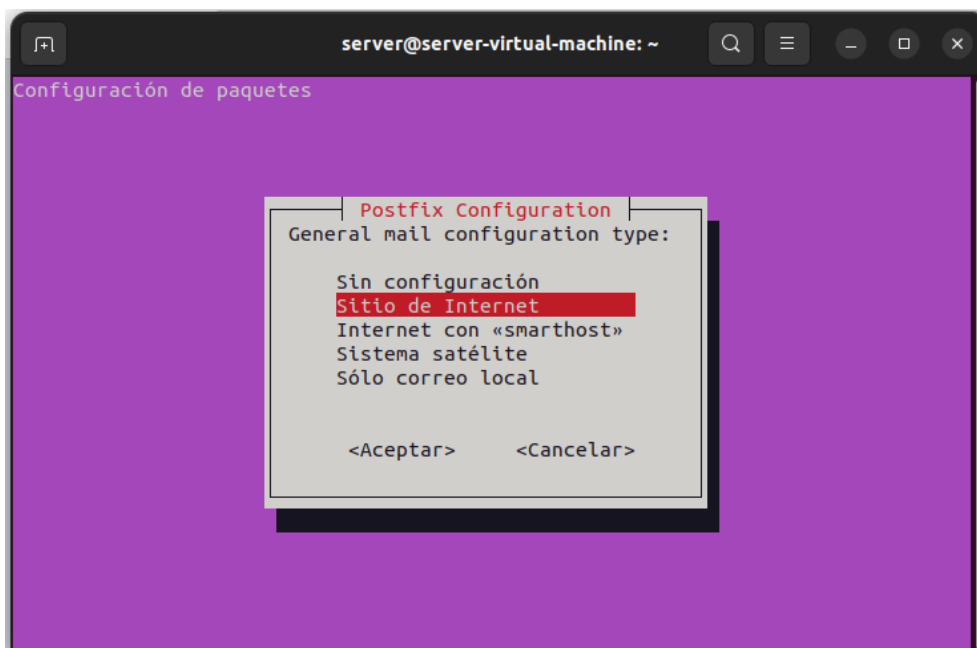 server@server-virtual-machine: ~
Configuración de paquetes
Postfix Configuration
General mail configuration type:
Sin configuración
Sitio de Internet
Internet con «smarthost»
Sistema satélite
Sólo correo local
<Aceptar> <Cancelar>